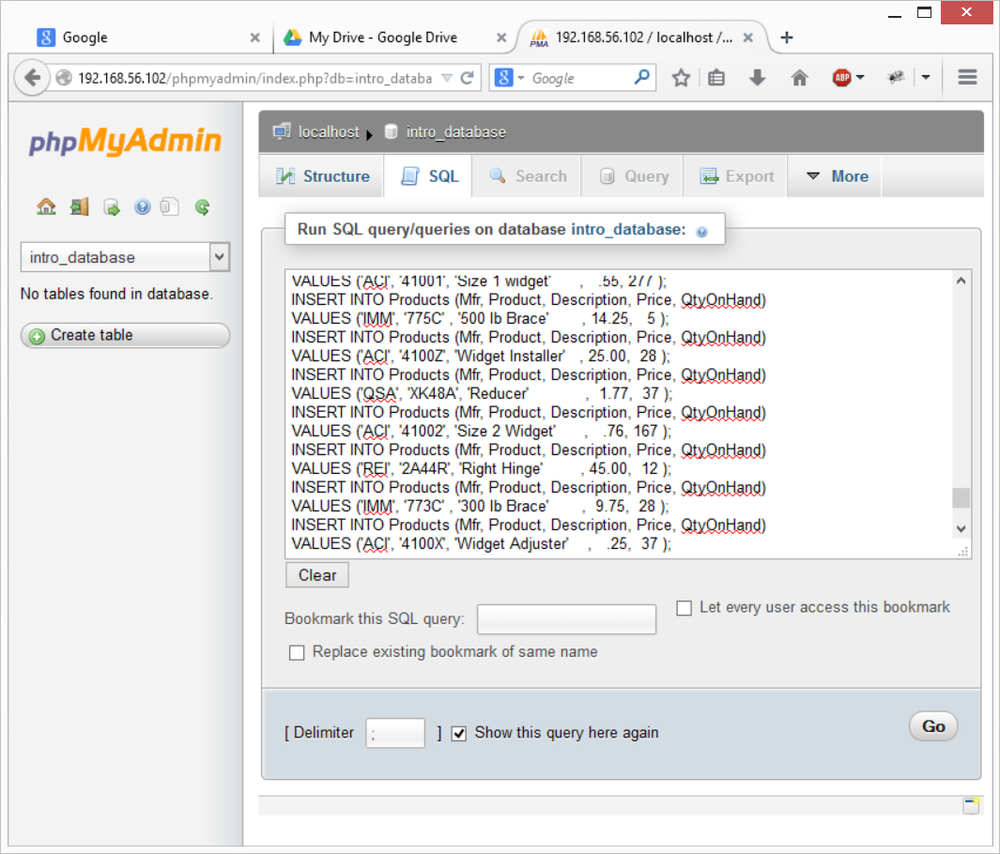 Google
My Drive - Google Drive
PMA
192.168.56.102 / localhost /...
192.168.56.102/phpmyadmin/index.php?db=intro_databa
Google
ABP
phpMyAdmin
localhost
intro_database
Structure
SQL
Search
Query
Export
More
intro_database
No tables found in database.
Create table
Run SQL query/queries on database intro_database:
VALUES ('ACI', '41001', 'Size 1 widget' , .55, 277 );
INSERT INTO Products (Mfr, Product, Description, Price, QtyOnHand)
VALUES ('IMM', '775C' , '500 lb Brace' , 14.25, 5 );
INSERT INTO Products (Mfr, Product, Description, Price, QtyOnHand)
VALUES ('ACI', '4100Z', 'Widget Installer' , 25.00, 28 );
INSERT INTO Products (Mfr, Product, Description, Price, QtyOnHand)
VALUES ('QSA', 'XK48A', 'Reducer' , 1.77, 37 );
INSERT INTO Products (Mfr, Product, Description, Price, QtyOnHand)
VALUES ('ACI', '41002', 'Size 2 Widget' , .76, 167 );
INSERT INTO Products (Mfr, Product, Description, Price, QtyOnHand)
VALUES ('REI', '2A44R', 'Right Hinge' , 45.00, 12 );
INSERT INTO Products (Mfr, Product, Description, Price, QtyOnHand)
VALUES ('IMM', '773C' , '300 lb Brace' , 9.75, 28 );
INSERT INTO Products (Mfr, Product, Description, Price, QtyOnHand)
VALUES ('ACI', '4100X', 'Widget Adjuster' , .25, 37 );
Clear
Bookmark this SQL query:
Let every user access this bookmark
Replace existing bookmark of same name
[ Delimiter ; ] Show this query here again
Go